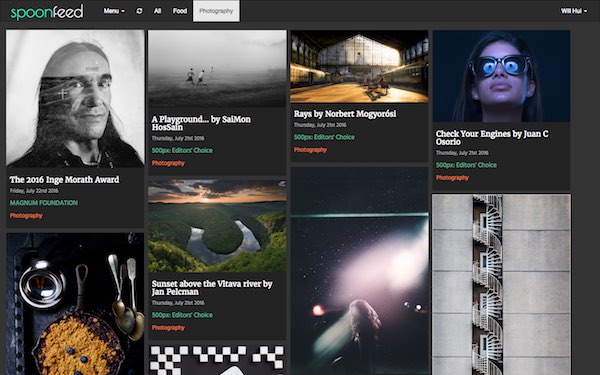 spoonfeed
Menu
All
Food
Photography
Will Hui
The 2016 Inge Morath Award
Friday, July 22nd 2016
MAGNUM FOUNDATION
Photography
A Playground... by SaiMon
HosSain
Thursday, July 21st 2016
500px: Editors' Choice
Photography
Sunset above the Vltava river by
Jan Pelcman
Thursday, July 21st 2016
500px: Editors' Choice
Photography
Rays by Norbert Mogyorósi
Thursday, July 21st 2016
500px: Editors' Choice
Photography
Check Your Engines by Juan C
Osorio
Thursday, July 21st 2016
500px: Editors' Choice
Photography